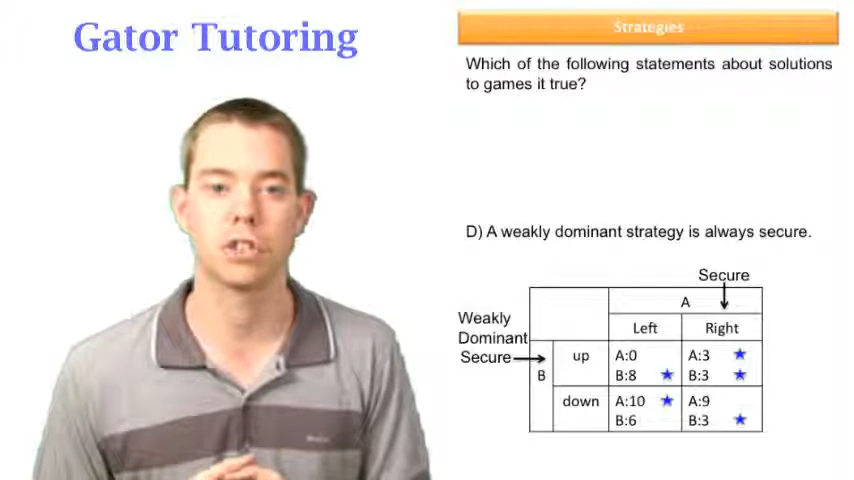 Gator Tutoring
Strategies
Which of the following statements about solutions
to games it true?
D) A weakly dominant strategy is always secure.
Secure
A
Weakly
Dominant
Secure
Left
Right
B
up
A:0
B:8
A:3
B:3
down
A:10
B:6
A:9
B:3